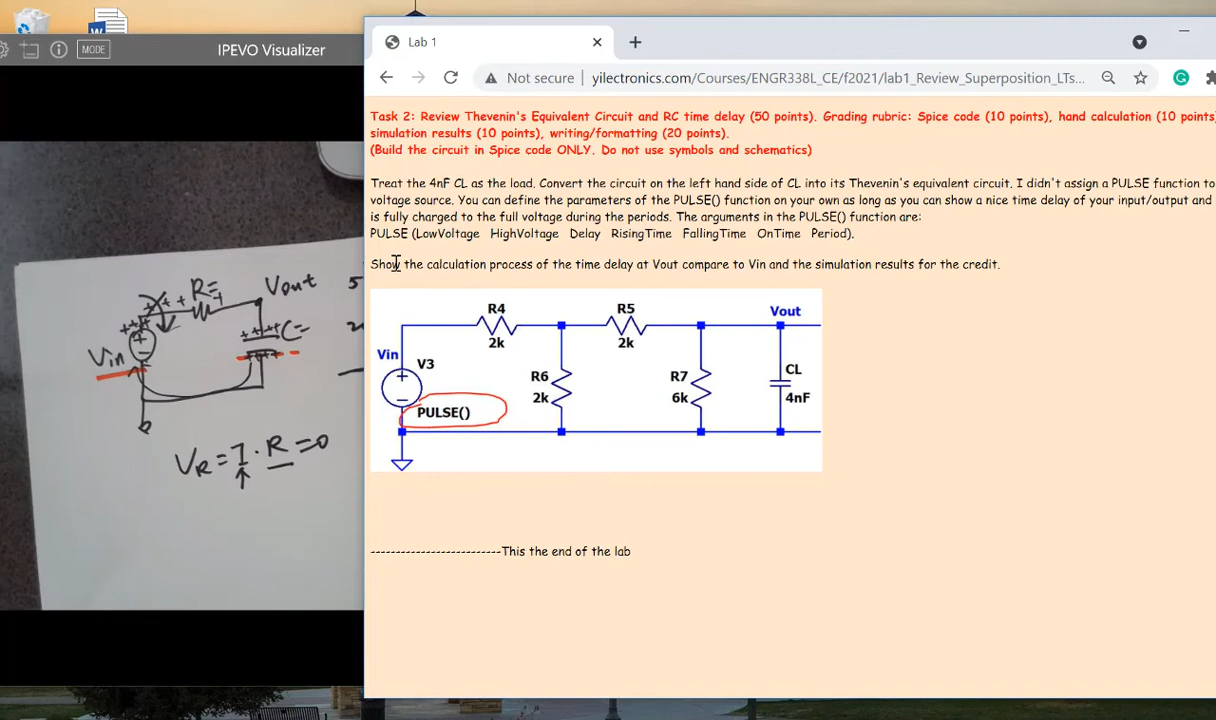 W
MODE
IPEVO Visualizer
Lab 1
Not secure
yilectronics.com/Courses/ENGR338L_CE/f2021/lab1_Review_Superposition_LTs...
Task 2: Review Thevenin's Equivalent Circuit and RC time delay (50 points). Grading rubric: Spice code (10 points), hand calculation (10 points
simulation results (10 points), writing/formatting (20 points).
(Build the circuit in Spice code ONLY. Do not use symbols and schematics)
Treat the 4nF CL as the load. Convert the circuit on the left hand side of CL into its Thevenin's equivalent circuit. I didn't assign a PULSE function to
voltage source. You can define the parameters of the PULSE() function on your own as long as you can show a nice time delay of your input/output and
is fully charged to the full voltage during the periods. The arguments in the PULSE() function are:
PULSE (LowVoltage HighVoltage Delay RisingTime FallingTime OnTime Period).
Show the calculation process of the time delay at Vout compare to Vin and the simulation results for the credit.
R4
2k
R5
2k
Vout
Vin
V3
PULSE()
R6
2k
R7
6k
CL
4nF
---------------------------This the end of the lab
R=
Vout
5
C=
Vin
VR = I · R = 0